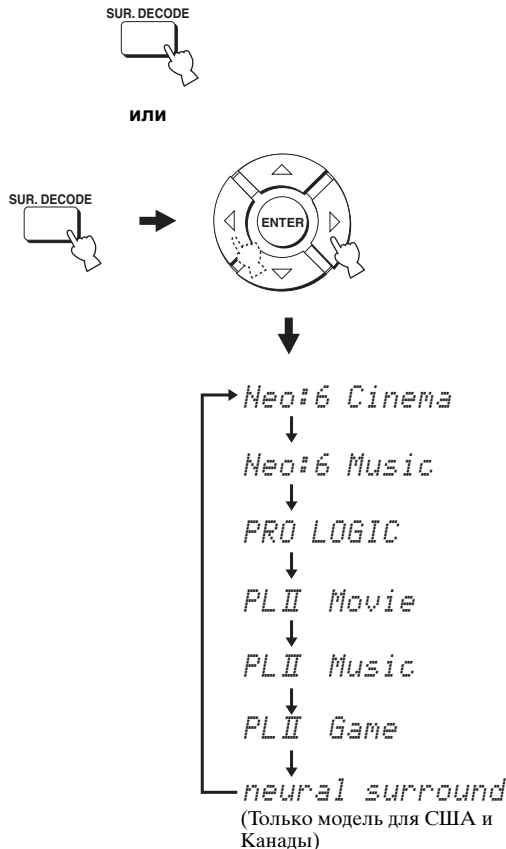 SUR. DECODE
или
SUR. DECODE
ENTER
Neo:6 Cinema
Neo:6 Music
PRO LOGIC
PLⅡ Movie
PLⅡ Music
PLⅡ Game
neural surround
(Только модель для США и
Канады)